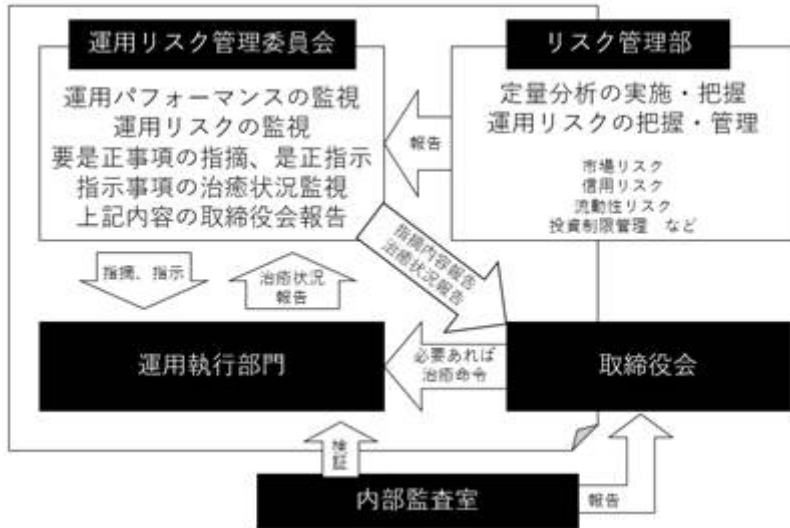 運用リスク管理委員会
運用パフォーマンスの監視
運用リスクの監視
要是正事項の指摘、是正指示
指示事項の治癒状況監視
上記内容の取締役会報告
リスク管理部
定量分析の実施・把握
運用リスクの把握・管理
市場リスク
信用リスク
流動性リスク
投資制限管理 など
報告
指摘内容報告
治癒状況報告
指摘、指示
治癒状況
報告
運用執行部門
必要あれば
治癒命令
取締役会
検証
内部監査室
報告